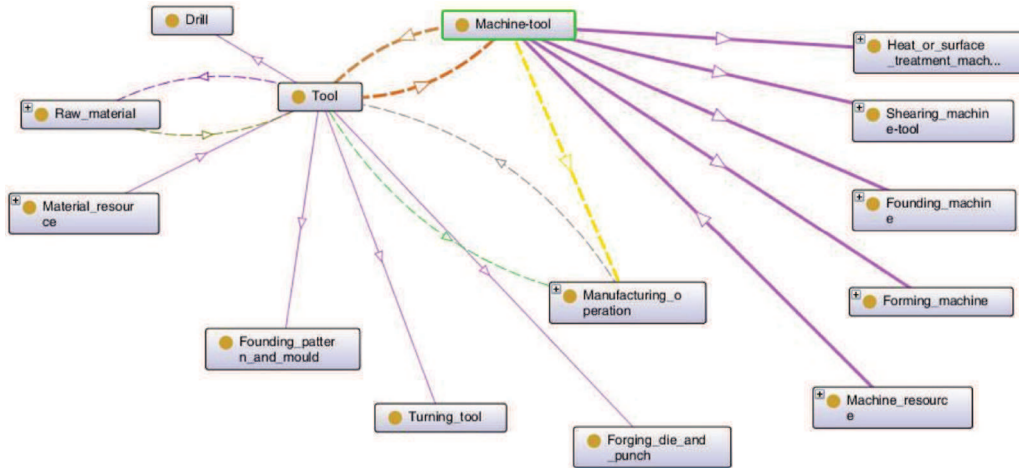 Drill
Machine-tool
Heat_or_surface
_treatment_mach...
Tool
Raw_material
Shearing_machin
e-tool
Material_resour
ce
Founding_machin
e
Manufacturing_o
peration
Forming_machine
Founding_patter
n_and_mould
Turning_tool
Machine_resourc
e
Forging_die_and
_punch